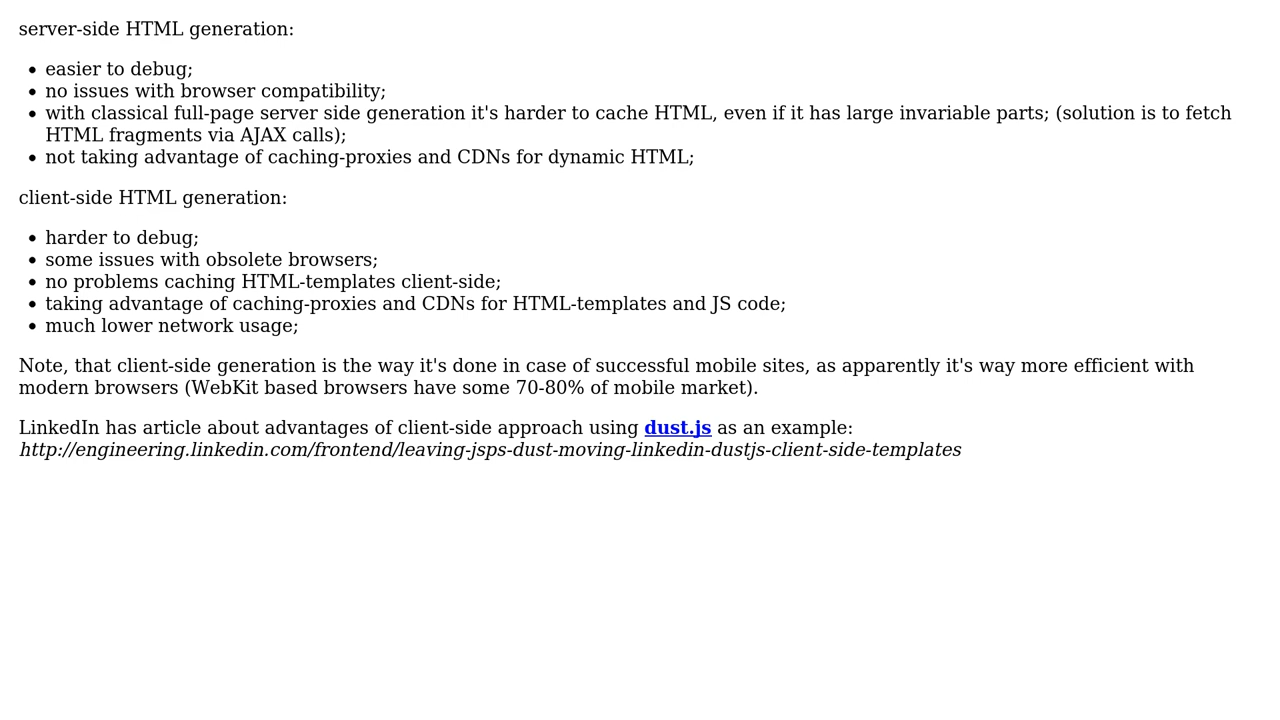 server-side HTML generation:
easier to debug;
no issues with browser compatibility;
with classical full-page server side generation it's harder to cache HTML, even if it has large invariable parts; (solution is to fetch
HTML fragments via AJAX calls);
not taking advantage of caching-proxies and CDNs for dynamic HTML;
client-side HTML generation:
harder to debug;
some issues with obsolete browsers;
no problems caching HTML-templates client-side;
taking advantage of caching-proxies and CDNs for HTML-templates and JS code;
much lower network usage;
Note, that client-side generation is the way it's done in case of successful mobile sites, as apparently it's way more efficient with
modern browsers (WebKit based browsers have some 70-80% of mobile market).
LinkedIn has article about advantages of client-side approach using dust.js as an example:
http://engineering.linkedin.com/frontend/leaving-jsps-dust-moving-linkedin-dustjs-client-side-templates